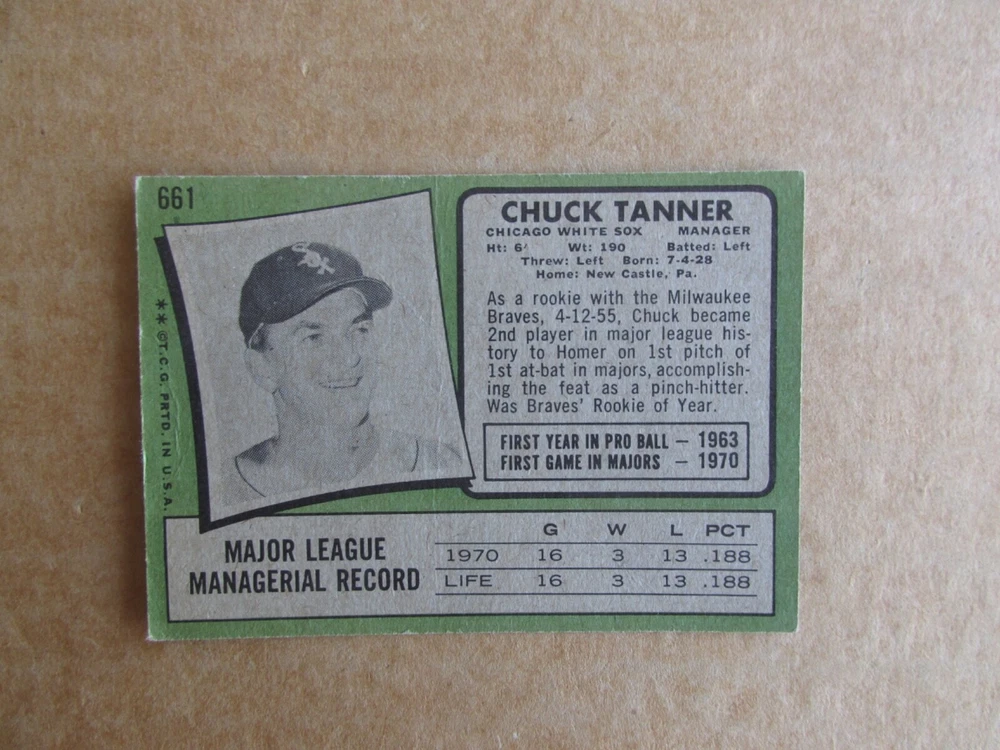 661
CHUCK TANNER
CHICAGO WHITE SOX MANAGER
Ht: 6' Wt: 190 Batted: Left
Threw: Left Born: 7-4-28
Home: New Castle, Pa.
As a rookie with the Milwaukee
Braves, 4-12-55, Chuck became
2nd player in major league his-
tory to Homer on 1st pitch of
1st at-bat in majors, accomplish-
ing the feat as a pinch-hitter.
Was Braves' Rookie of Year.
FIRST YEAR IN PRO BALL — 1963
FIRST GAME IN MAJORS — 1970
SOX
** ©T.C.G. PRTD. IN U.S.A.
MAJOR LEAGUE
MANAGERIAL RECORD
G W L PCT
1970 16 3 13 .188
LIFE 16 3 13 .188